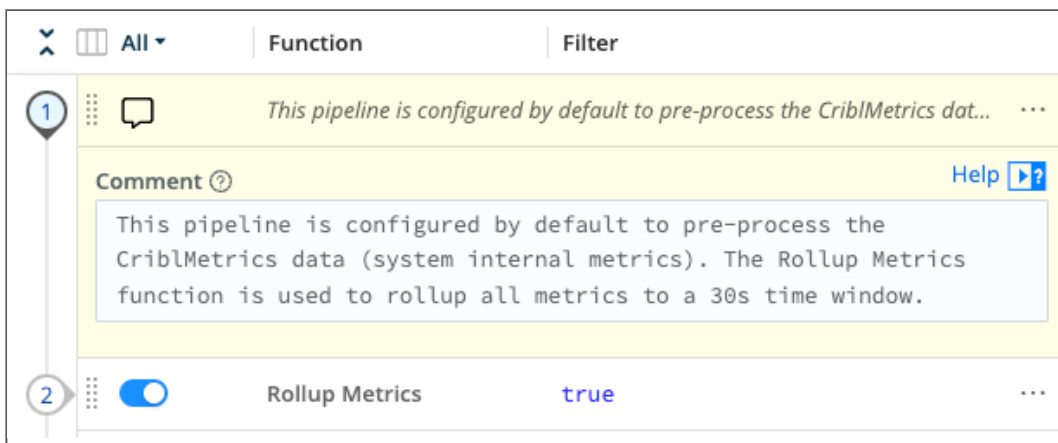 All Function Filter
1 This pipeline is configured by default to pre-process the CriblMetrics dat... ...
Comment ? Help ?
This pipeline is configured by default to pre-process the
CriblMetrics data (system internal metrics). The Rollup Metrics
function is used to rollup all metrics to a 30s time window.
2 Rollup Metrics true ...